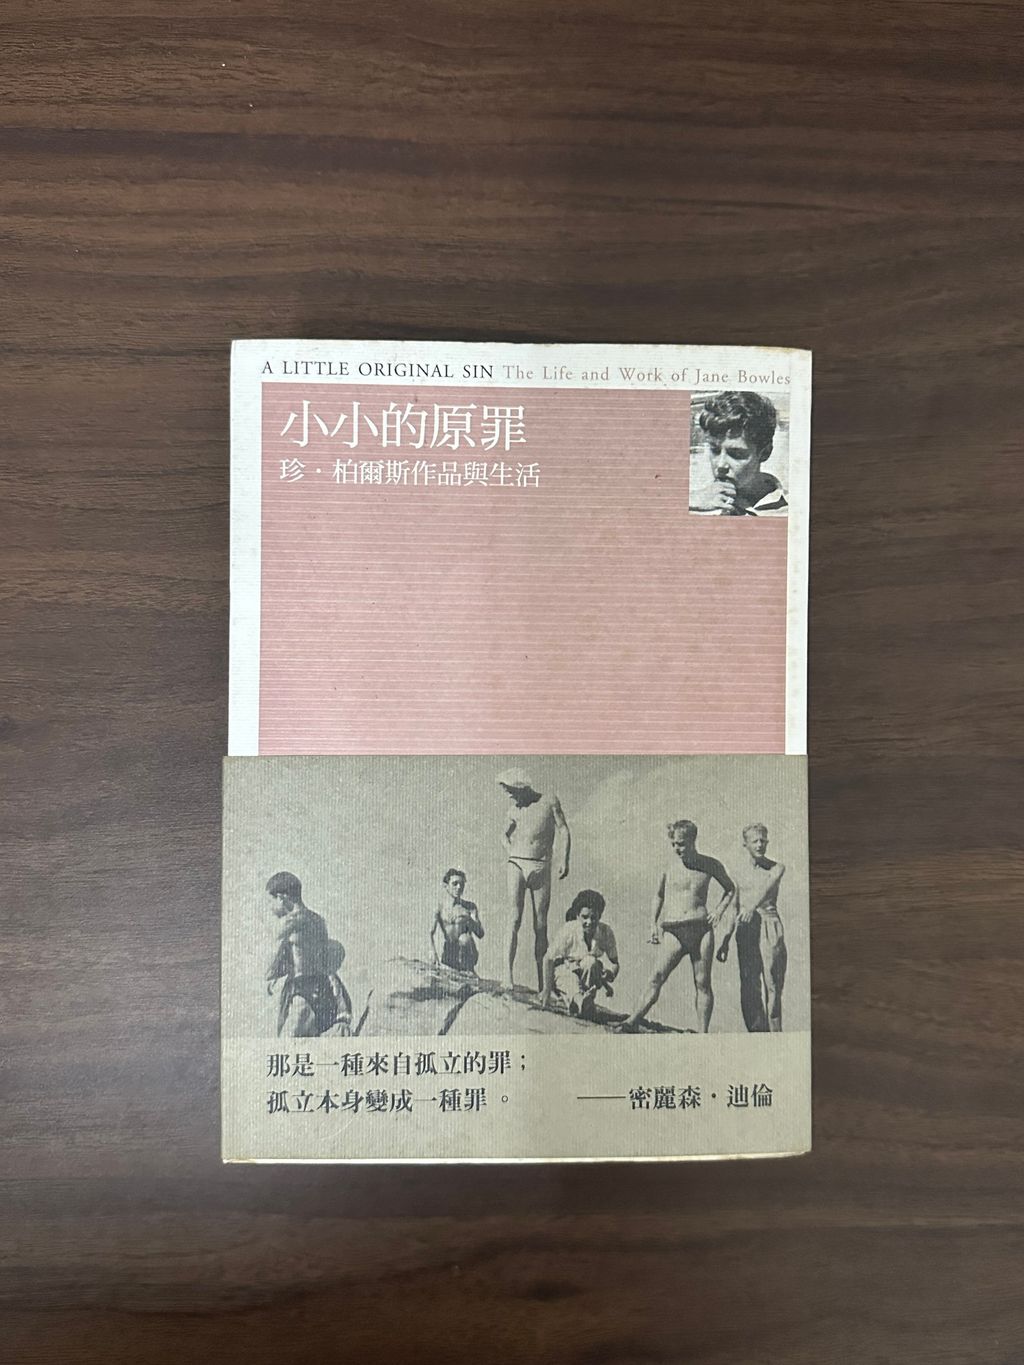 A LITTLE ORIGINAL SIN The Life and Work of Jane Bowles
小小的原罪
珍・柏爾斯作品與生活
那是一種來自孤立的罪；
孤立本身變成一種罪。 ——密麗森・迪倫